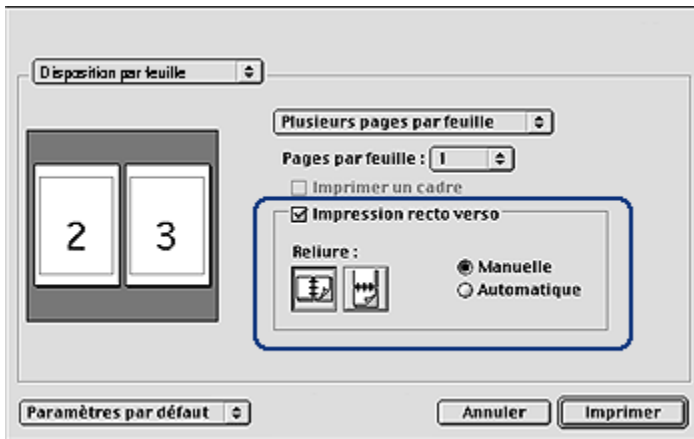 Disposition par feuille
Plusieurs pages par feuille
Pages par feuille : 1
Imprimer un cadre
Impression recto verso
2 3
Reliure :
Manuelle
Automatique
Paramètres par défaut
Annuler
Imprimer